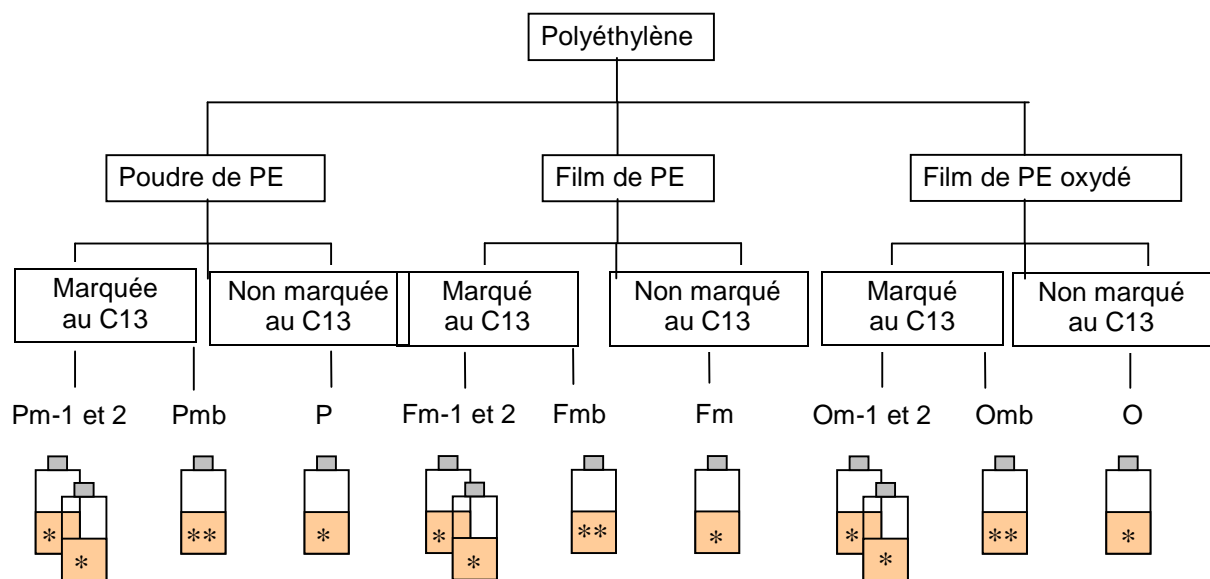 Polyéthylène
Poudre de PE
Film de PE
Film de PE oxydé
Marquée
au C13
Non marquée
au C13
Marqué
au C13
Non marqué
au C13
Marqué
au C13
Non marqué
au C13
Pm-1 et 2
Pmb
P
Fm-1 et 2
Fmb
Fm
Om-1 et 2
Omb
O
*
*
**
*
*
*
**
*
*
*
**
*